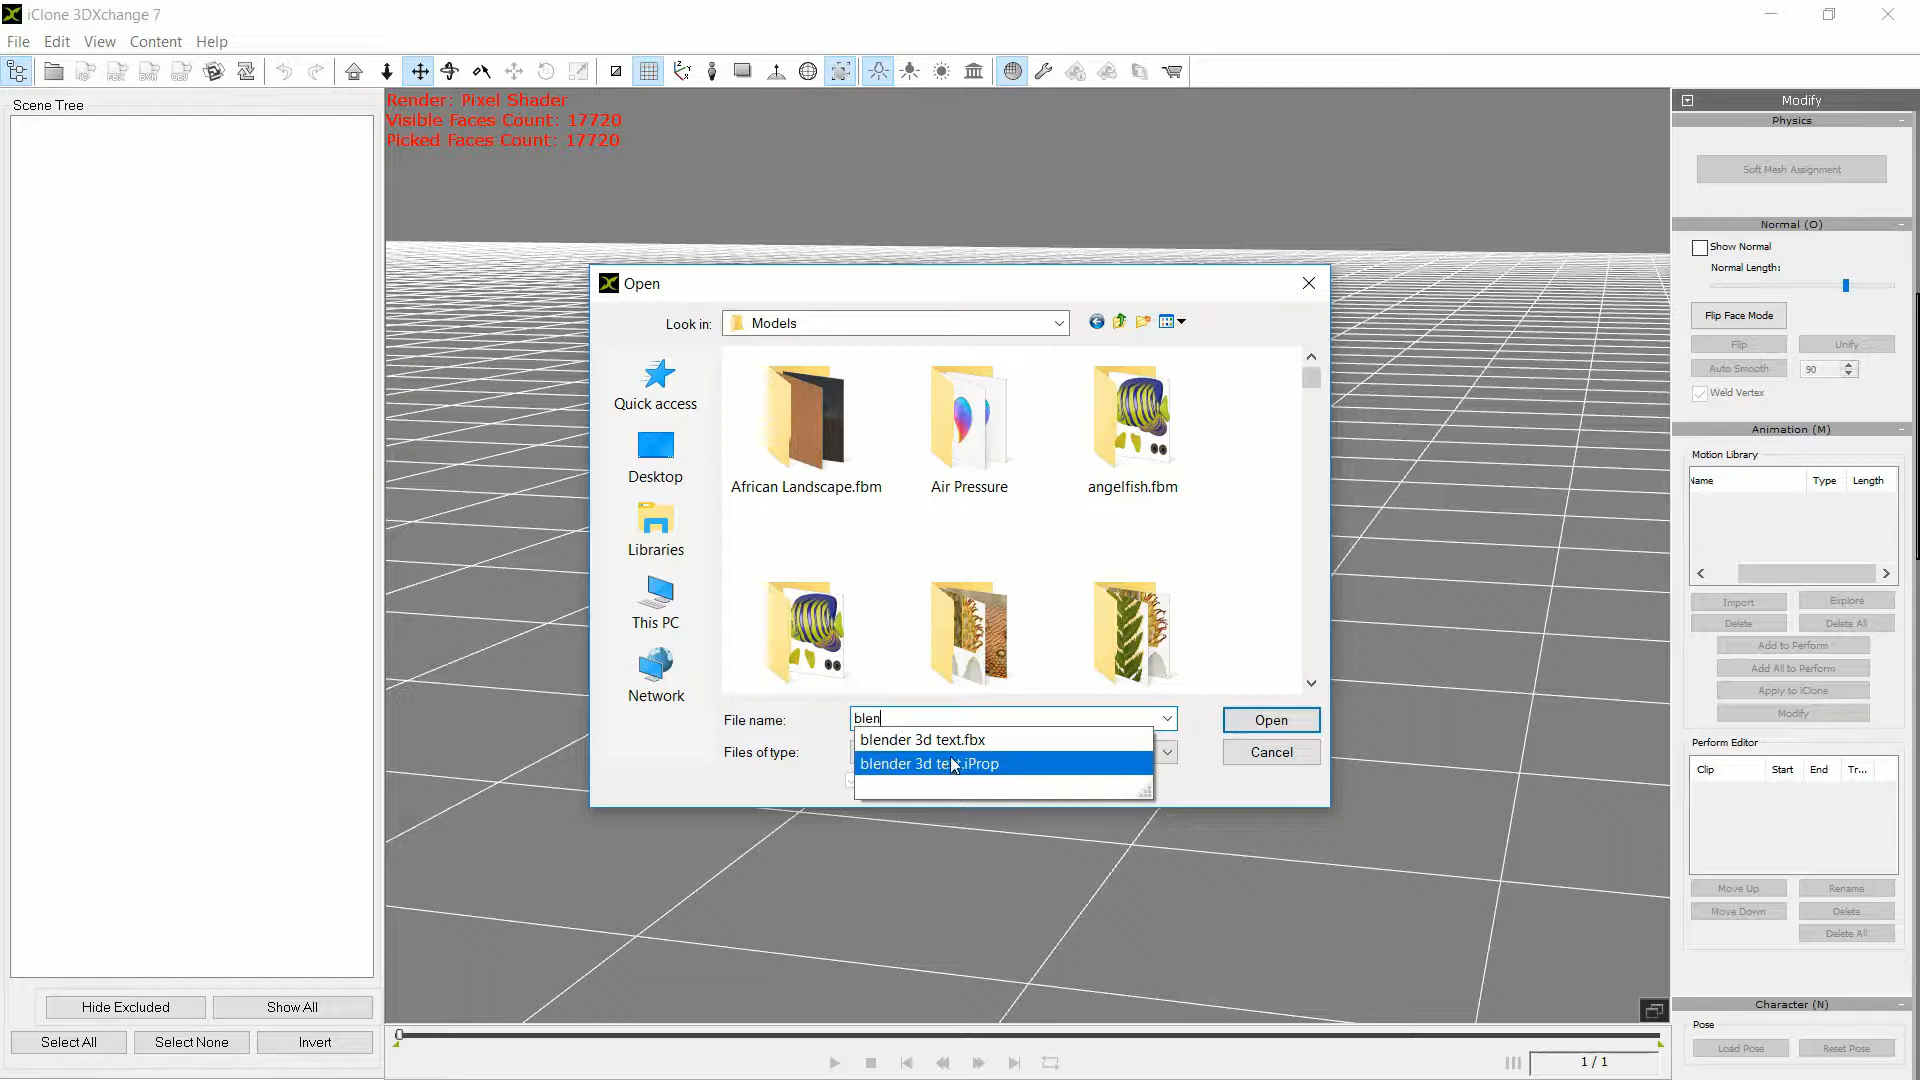 iClone 3DXchange 7
File Edit View Content Help
Scene Tree
Render: Pixel Shader
Visible Faces Count: 17720
Picked Faces Count: 17720
Open
Look in: Models
Quick access
Desktop
Libraries
This PC
Network
African Landscape.fbm Air Pressure angelfish.fbm
File name: blen Open
blender 3d text.fbx
Files of type: Cancel
blender 3d text.iProp
Modify
Physics
Soft Mesh Assignment
Normal (O)
Show Normal
Normal Length:
Flip Face Mode
Flip Unify
Auto Smooth 90
Weld Vertex
Animation (M)
Motion Library
Name Type Length
Import Explore
Delete Delete All
Add to Perform
Add All to Perform
Apply to iClone
Modify
Perform Editor
Clip Start End Tr...
Move Up Rename
Move Down Delete
Delete All
Character (N)
Pose
Load Pose Reset Pose
Hide Excluded Show All
Select All Select None Invert
1 / 1